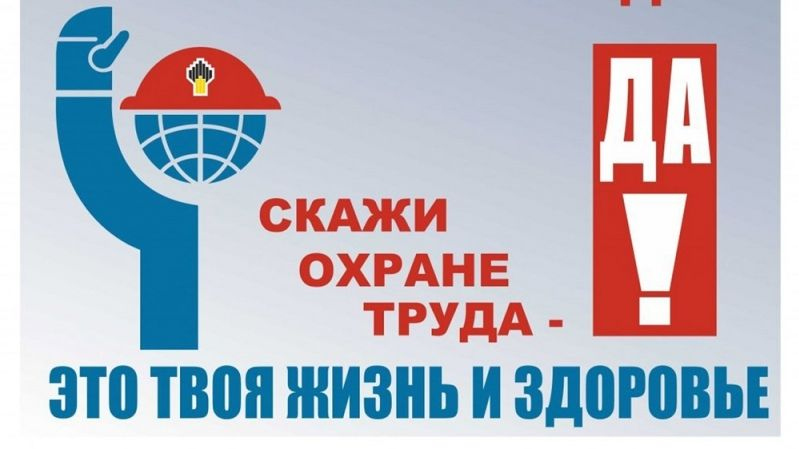 ДА!
СКАЖИ
ОХРАНЕ
ТРУДА -
ЭТО ТВОЯ ЖИЗНЬ И ЗДОРОВЬЕ